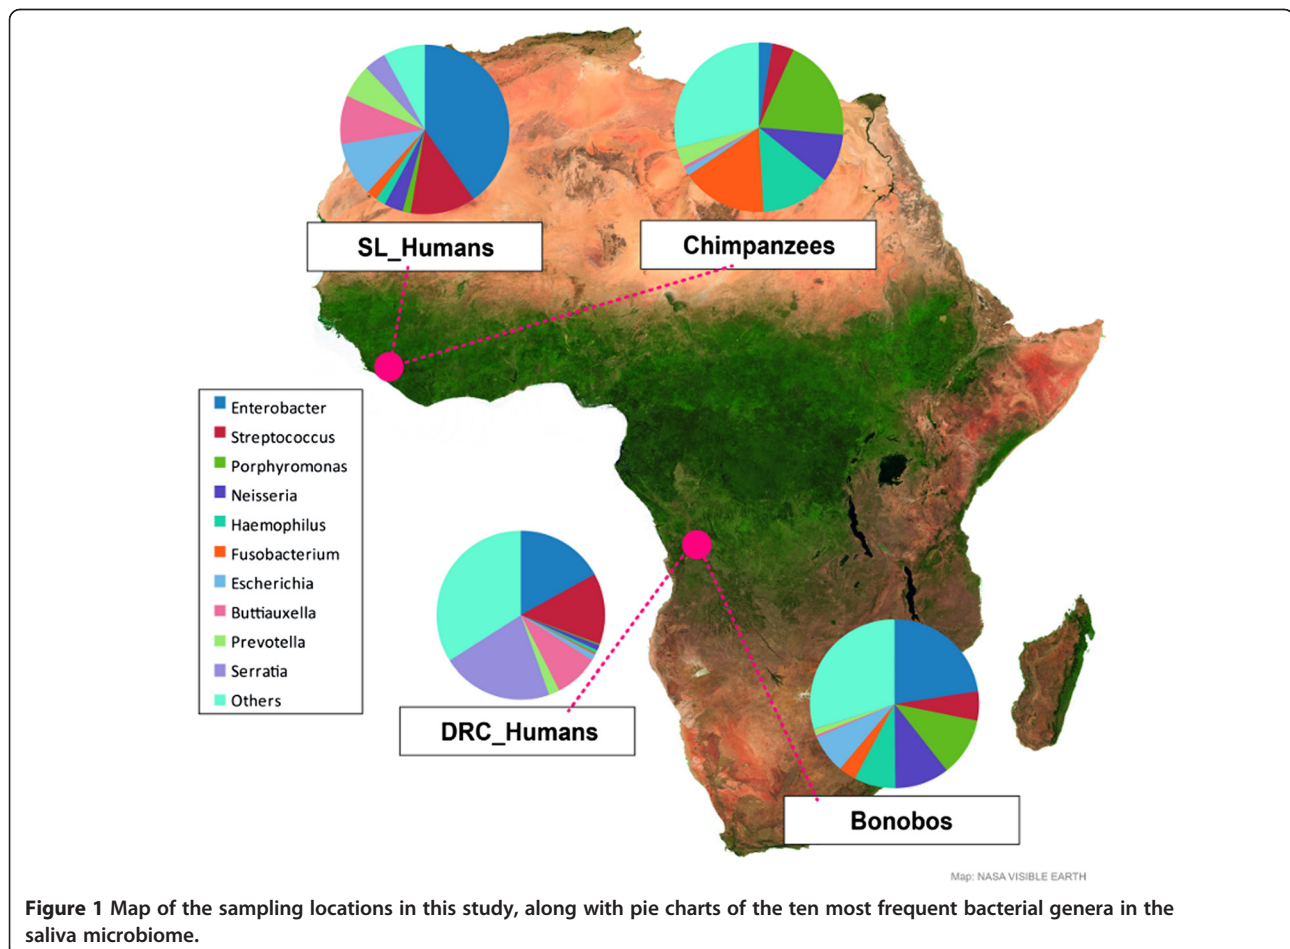 SL_Humans
Chimpanzees
Enterobacter
Streptococcus
Porphyromonas
Neisseria
Haemophilus
Fusobacterium
Escherichia
Buttiauxella
Prevotella
Serratia
Others
DRC_Humans
Bonobos
Map: NASA VISIBLE EARTH
Figure 1 Map of the sampling locations in this study, along with pie charts of the ten most frequent bacterial genera in the
saliva microbiome.